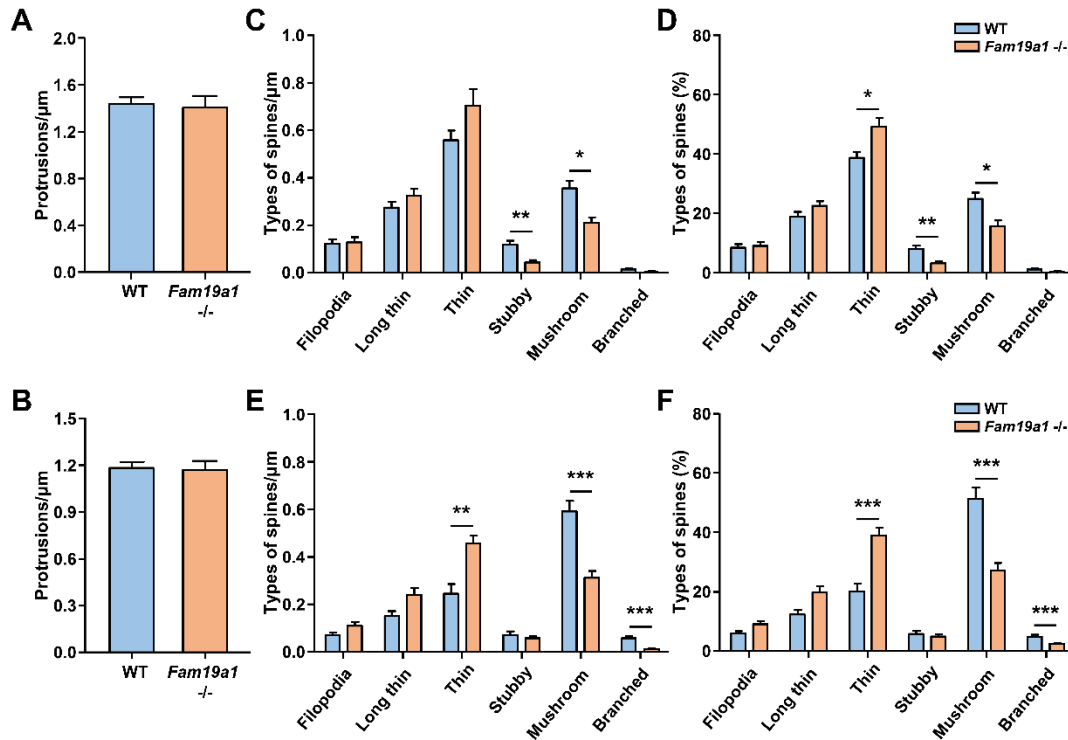 A
Protrusions/µm
2.0
1.6
1.2
0.8
0.4
0.0
WT
Fam19a1
-/-
C
Types of spines/µm
1.0
0.8
0.6
0.4
0.2
0.0
**
*
Filopodia
Long thin
Thin
Stubby
Mushroom
Branched
D
WT
Fam19a1 -/-
Types of spines (%)
80
60
40
20
0
*
**
*
Filopodia
Long thin
Thin
Stubby
Mushroom
Branched
B
Protrusions/µm
1.5
1.2
0.9
0.6
0.3
0.0
WT
Fam19a1
-/-
E
Types of spines/µm
1.0
0.8
0.6
0.4
0.2
0.0
**
***
***
Filopodia
Long thin
Thin
Stubby
Mushroom
Branched
F
WT
Fam19a1 -/-
Types of spines (%)
80
60
40
20
0
***
***
***
Filopodia
Long thin
Thin
Stubby
Mushroom
Branched